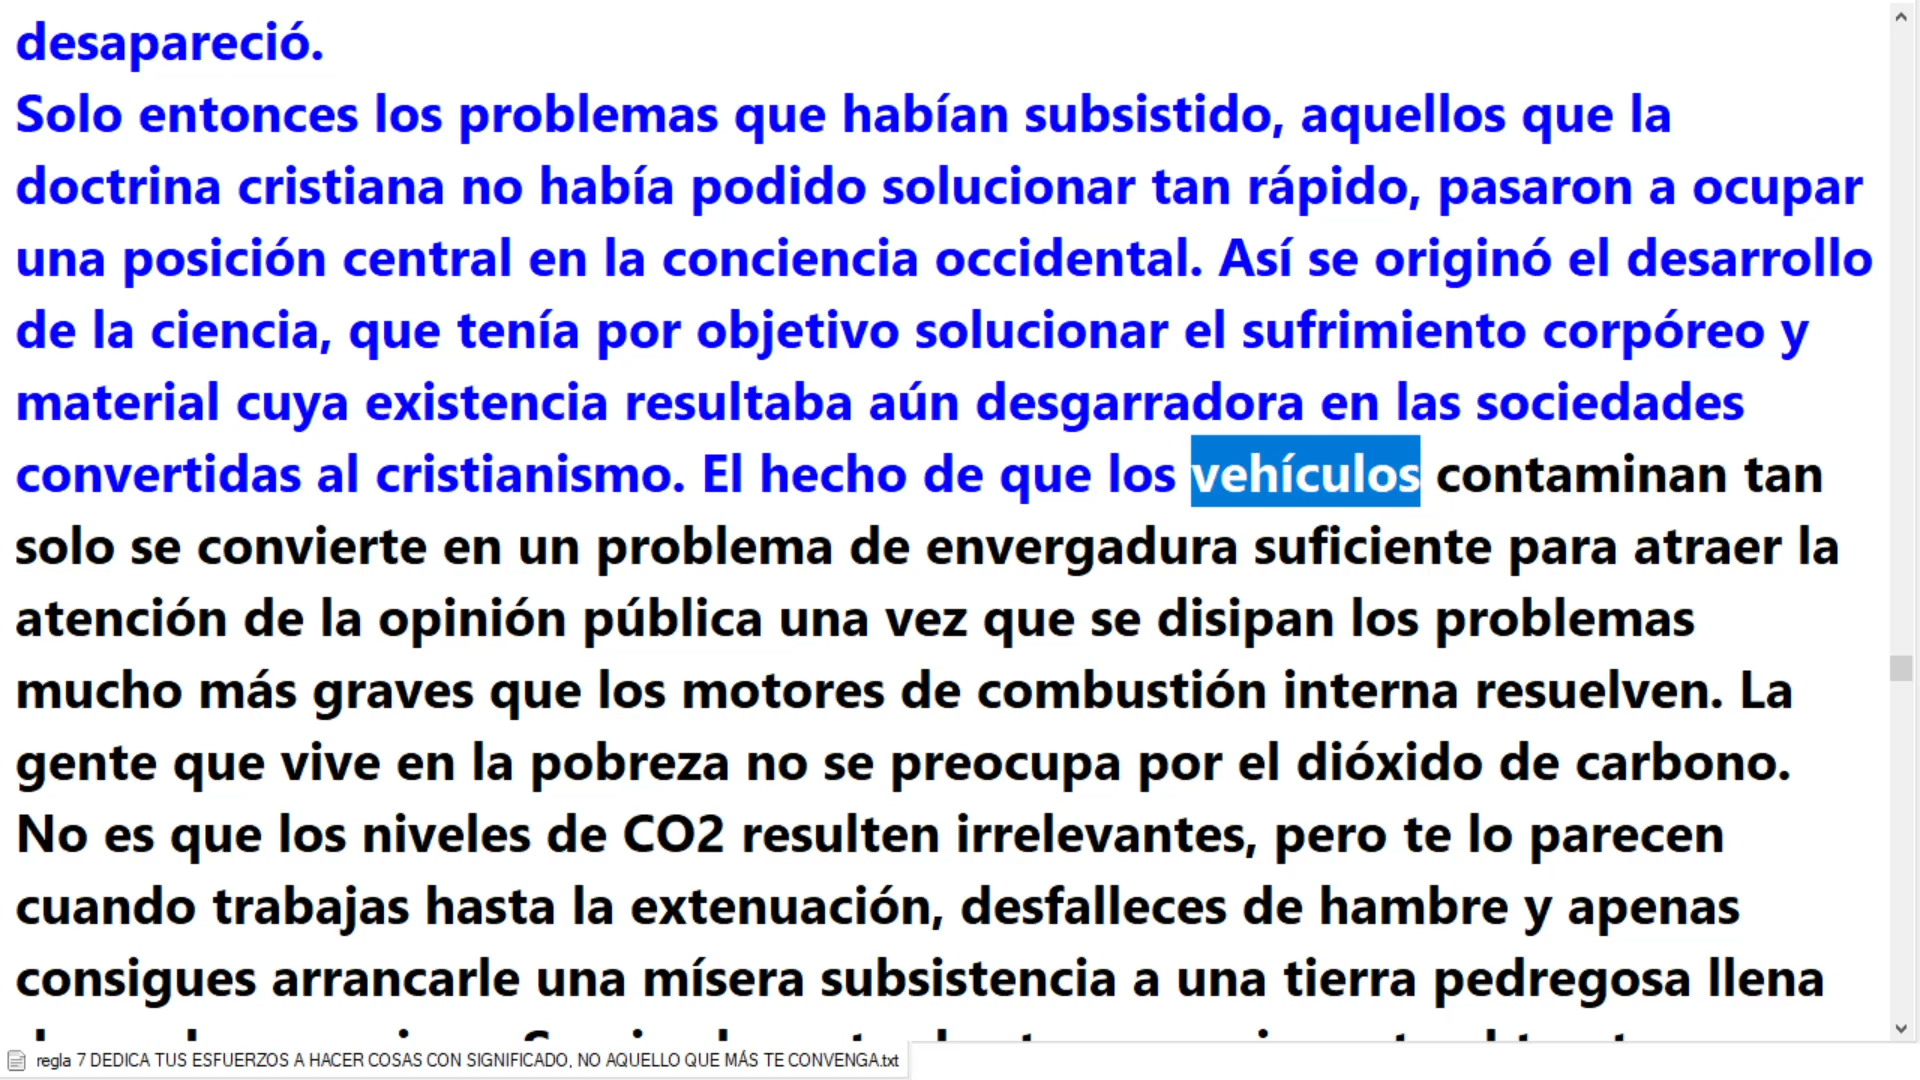 desapareció.
Solo entonces los problemas que habían subsistido, aquellos que la
doctrina cristiana no había podido solucionar tan rápido, pasaron a ocupar
una posición central en la conciencia occidental. Así se originó el desarrollo
de la ciencia, que tenía por objetivo solucionar el sufrimiento corpóreo y
material cuya existencia resultaba aún desgarradora en las sociedades
convertidas al cristianismo. El hecho de que los vehículos contaminan tan
solo se convierte en un problema de envergadura suficiente para atraer la
atención de la opinión pública una vez que se disipan los problemas
mucho más graves que los motores de combustión interna resuelven. La
gente que vive en la pobreza no se preocupa por el dióxido de carbono.
No es que los niveles de CO2 resulten irrelevantes, pero te lo parecen
cuando trabajas hasta la extenuación, desfalleces de hambre y apenas
consigues arrancarle una mísera subsistencia a una tierra pedregosa llena
regla 7 DEDICA TUS ESFUERZOS A HACER COSAS CON SIGNIFICADO, NO AQUELLO QUE MÁS TE CONVENGA.txt